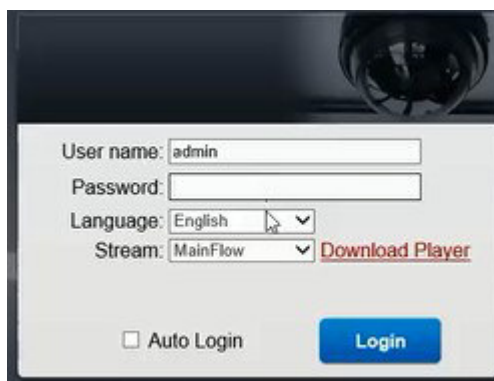 User name: admin
Password:
Language: English
Stream: MainFlow Download Player
Auto Login Login